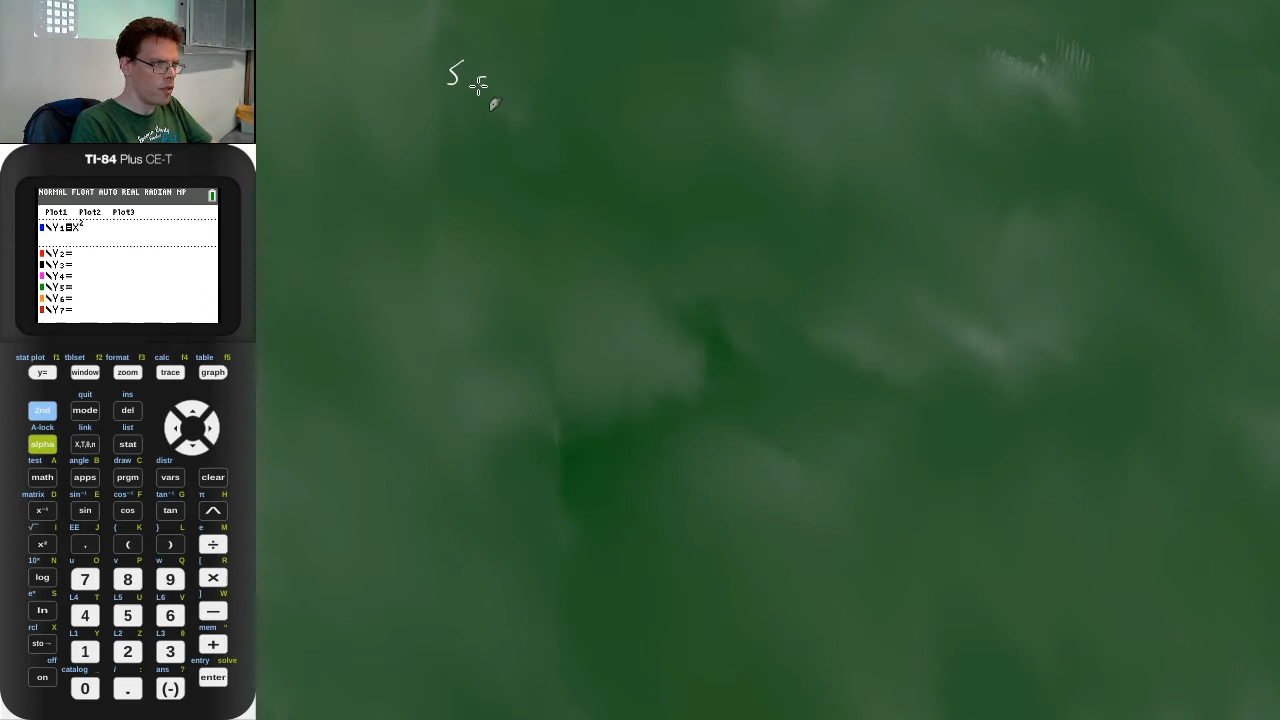 S
TI-84 Plus CE-T
NORMAL FLOAT AUTO REAL RADIAN MP
Plot1 Plot2 Plot3
\Y1=X²
\Y2=
\Y3=
\Y4=
\Y5=
\Y6=
\Y7=
stat plot f1 tblset f2 format f3 calc f4 table f5
y= window zoom trace graph
quit ins
2nd mode del
A-lock link list
alpha X,T,θ,n stat
test A angle B draw C distr
math apps prgm vars clear
matrix D sin⁻¹ E cos⁻¹ F tan⁻¹ G π H
x⁻¹ sin cos tan ^
√‾ I EE J { K } L e M
x² , ( ) ÷
10ˣ N u O v P w Q [ R
log 7 8 9 ×
eˣ S L4 T L5 U L6 V ] W
ln 4 5 6 −
rcl X L1 Y L2 Z L3 θ mem "
sto→ 1 2 3 +
off catalog _ i : ans ? entry solve
on 0 . (-) enter